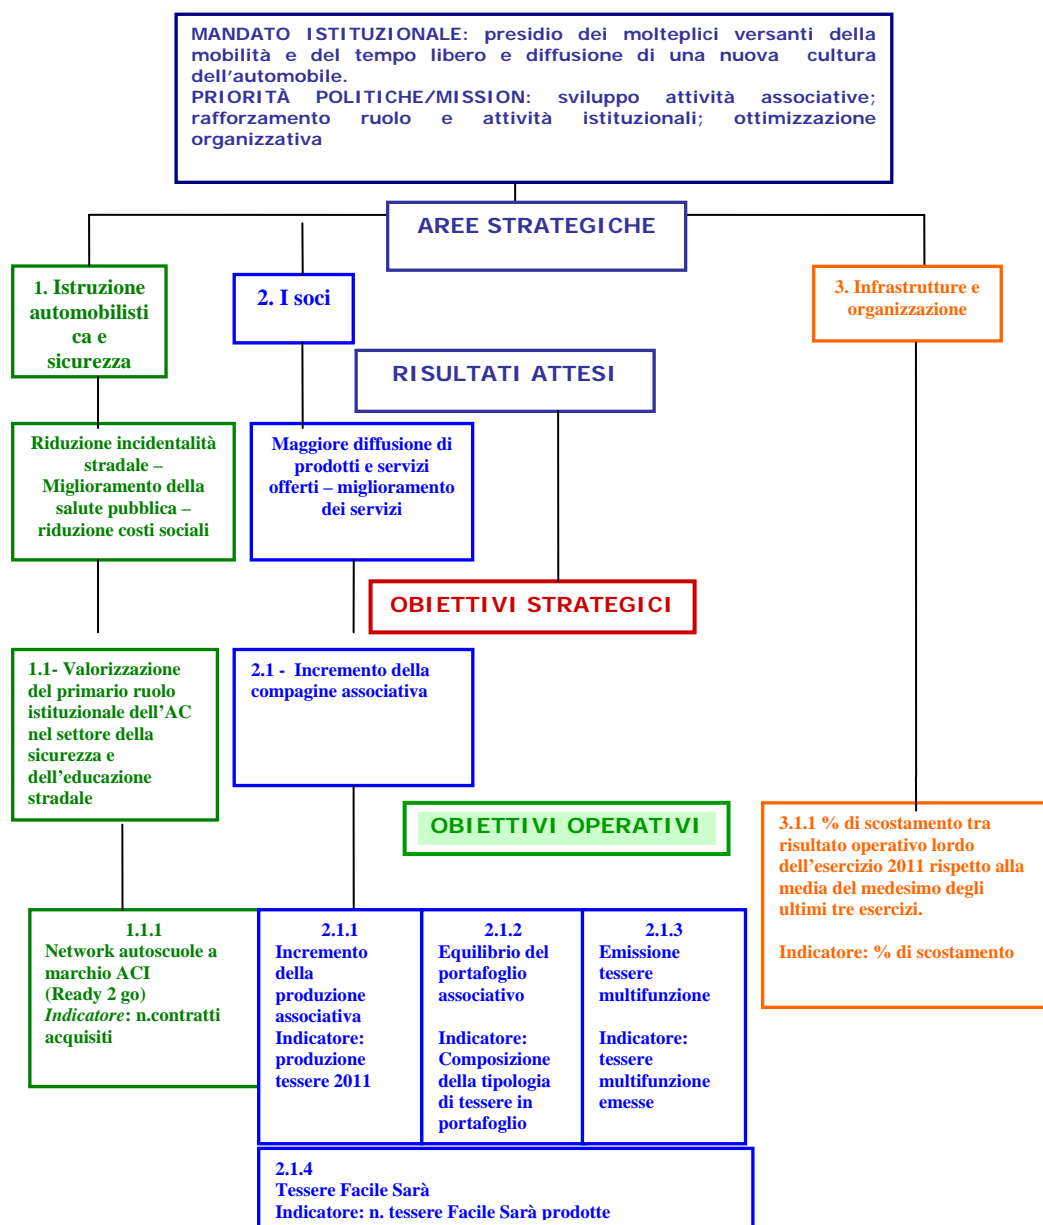 MANDATO ISTITUZIONALE: presidio dei molteplici versanti della
mobilità e del tempo libero e diffusione di una nuova cultura
dell'automobile.
PRIORITÀ POLITICHE/MISSION: sviluppo attività associative;
rafforzamento ruolo e attività istituzionali; ottimizzazione
organizzativa
AREE STRATEGICHE
1. Istruzione
automobilisti
ca e
sicurezza
2. I soci
3. Infrastrutture e
organizzazione
RISULTATI ATTESI
Riduzione incidentalità
stradale –
Miglioramento della
salute pubblica –
riduzione costi sociali
Maggiore diffusione di
prodotti e servizi
offerti – miglioramento
dei servizi
OBIETTIVI STRATEGICI
1.1- Valorizzazione
del primario ruolo
istituzionale dell'AC
nel settore della
sicurezza e
dell'educazione
stradale
2.1 - Incremento della
compagine associativa
OBIETTIVI OPERATIVI
3.1.1 % di scostamento tra
risultato operativo lordo
dell'esercizio 2011 rispetto alla
media del medesimo degli
ultimi tre esercizi.
Indicatore: % di scostamento
1.1.1
Network autoscuole a
marchio ACI
(Ready 2 go)
Indicatore: n.contratti
acquisiti
2.1.1
Incremento
della
produzione
associativa
Indicatore:
produzione
tessere 2011
2.1.2
Equilibrio del
portafoglio
associativo
Indicatore:
Composizione
della tipologia
di tessere in
portafoglio
2.1.3
Emissione
tessere
multifunzione
Indicatore:
tessere
multifunzione
emesse
2.1.4
Tessere Facile Sarà
Indicatore: n. tessere Facile Sarà prodotte